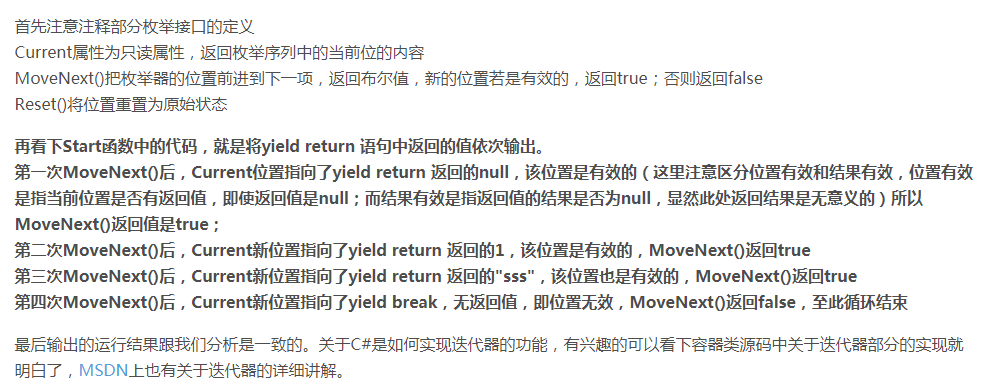 首先注意注释部分枚举接口的定义
Current属性为只读属性，返回枚举序列中的当前位的内容
MoveNext()把枚举器的位置前进到下一项，返回布尔值，新的位置若是有效的，返回true；否则返回false
Reset()将位置重置为原始状态
再看下Start函数中的代码，就是将yield return 语句中返回的值依次输出。
第一次MoveNext()后，Current位置指向了yield return 返回的null，该位置是有效的（这里注意区分位置有效和结果有效，位置有效
是指当前位置是否有返回值，即使返回值是null；而结果有效是指返回值的结果是否为null，显然此处返回结果是无意义的）所以
MoveNext()返回值是true；
第二次MoveNext()后，Current新位置指向了yield return 返回的1，该位置是有效的，MoveNext()返回true
第三次MoveNext()后，Current新位置指向了yield return 返回的"sss"，该位置也是有效的，MoveNext()返回true
第四次MoveNext()后，Current新位置指向了yield break，无返回值，即位置无效，MoveNext()返回false，至此循环结束
最后输出的运行结果跟我们分析是一致的。关于C#是如何实现迭代器的功能，有兴趣的可以看下容器类源码中关于迭代器部分的实现就
明白了，MSDN上也有关于迭代器的详细讲解。